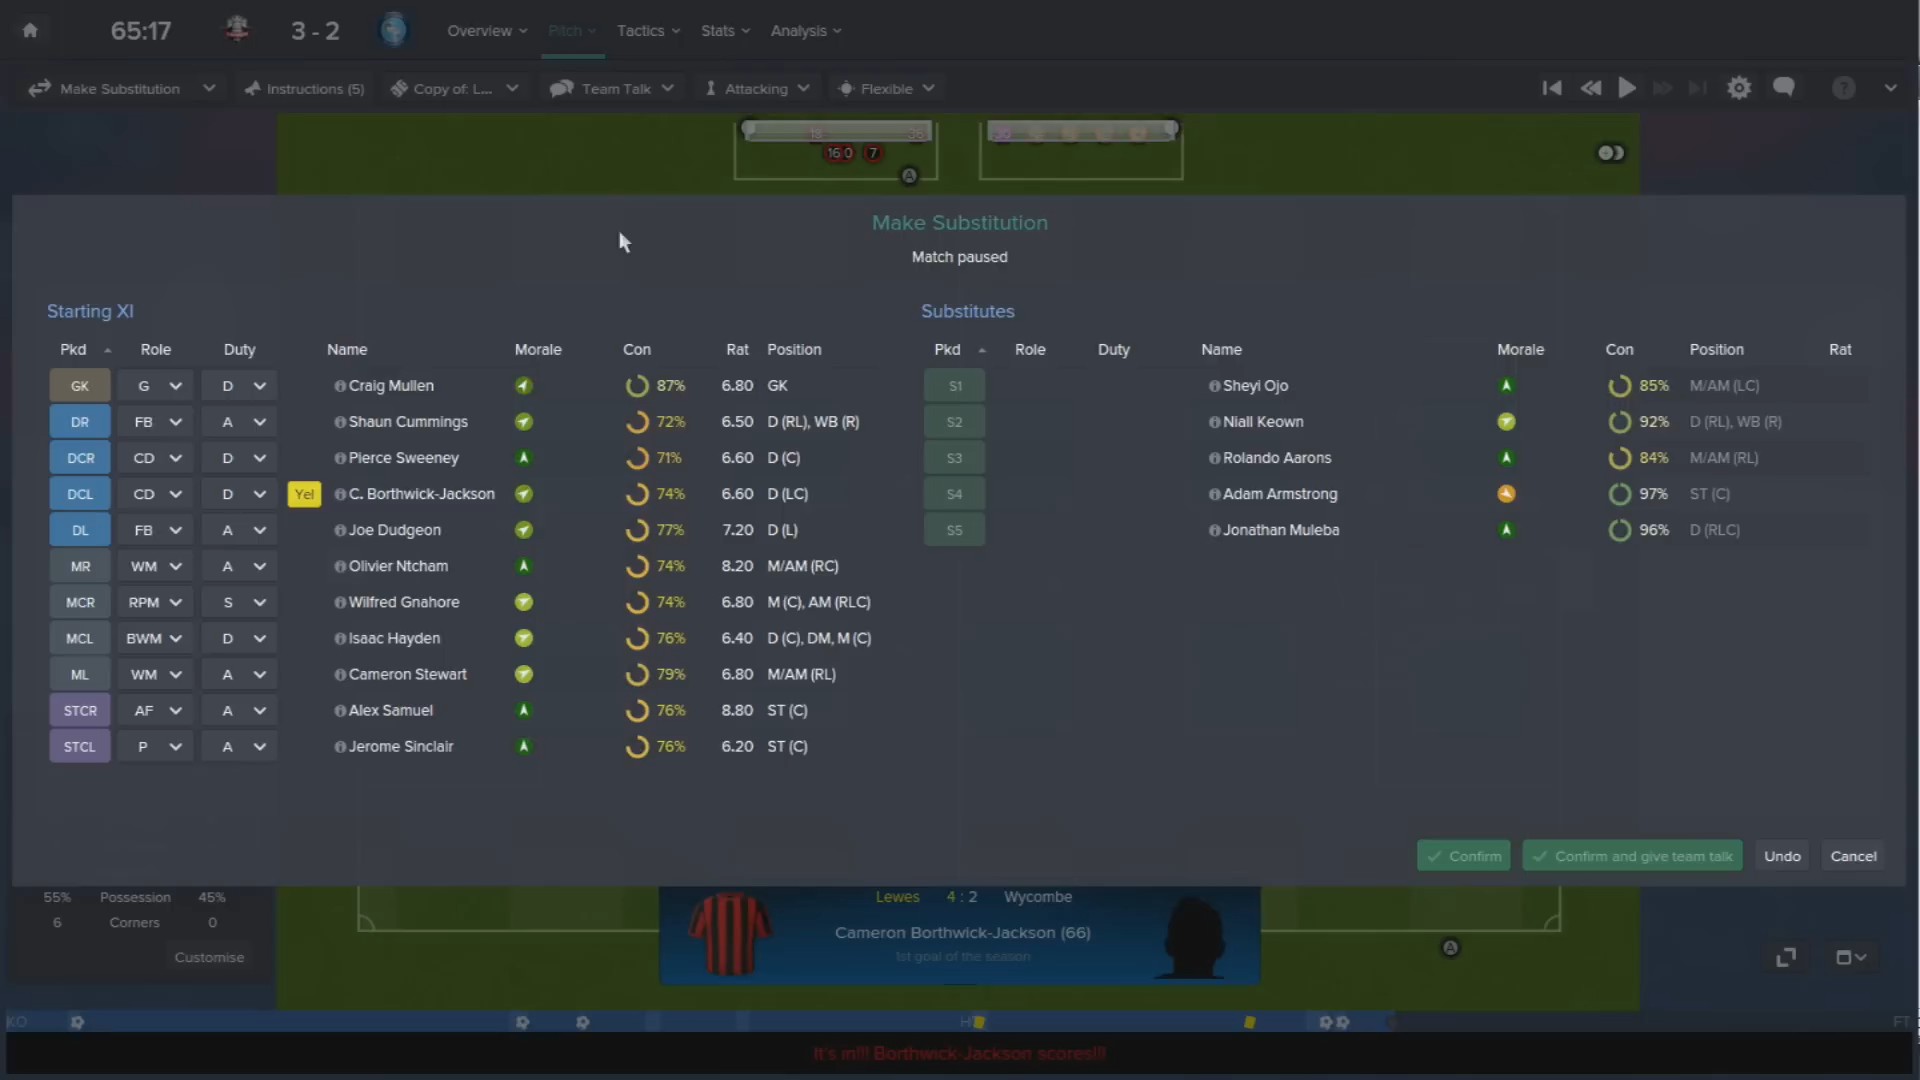 65:17 3 - 2 Overview Pitch Tactics Stats Analysis
Make Substitution Instructions (5) Copy of: L... Team Talk Attacking Flexible ?
16 7
A
Make Substitution
Match paused
Starting XI Substitutes
Pkd Role Duty Name Morale Con Rat Position Pkd Role Duty Name Morale Con Position Rat
GK G D Craig Mullen 87% 6.80 GK S1 Sheyi Ojo 85% M/AM (LC)
DR FB A Shaun Cummings 72% 6.50 D (RL), WB (R) S2 Niall Keown 92% D (RL), WB (R)
DCR CD D Pierce Sweeney 71% 6.60 D (C) S3 Rolando Aarons 84% M/AM (RL)
DCL CD D Yel C. Borthwick-Jackson 74% 6.60 D (LC) S4 Adam Armstrong 97% ST (C)
DL FB A Joe Dudgeon 77% 7.20 D (L) S5 Jonathan Muleba 96% D (RLC)
MR WM A Olivier Ntcham 74% 8.20 M/AM (RC)
MCR RPM S Wilfred Gnahore 74% 6.80 M (C), AM (RLC)
MCL BWM D Isaac Hayden 76% 6.40 D (C), DM, M (C)
ML WM A Cameron Stewart 79% 6.80 M/AM (RL)
STCR AF A Alex Samuel 76% 8.80 ST (C)
STCL P A Jerome Sinclair 76% 6.20 ST (C)
Confirm Confirm and give team talk Undo Cancel
55% Possession 45% Lewes 4 : 2 Wycombe
6 Corners 0 Cameron Borthwick-Jackson (66)
Customise 1st goal of the season A
KO FT
It's in!!! Borthwick-Jackson scores!!!